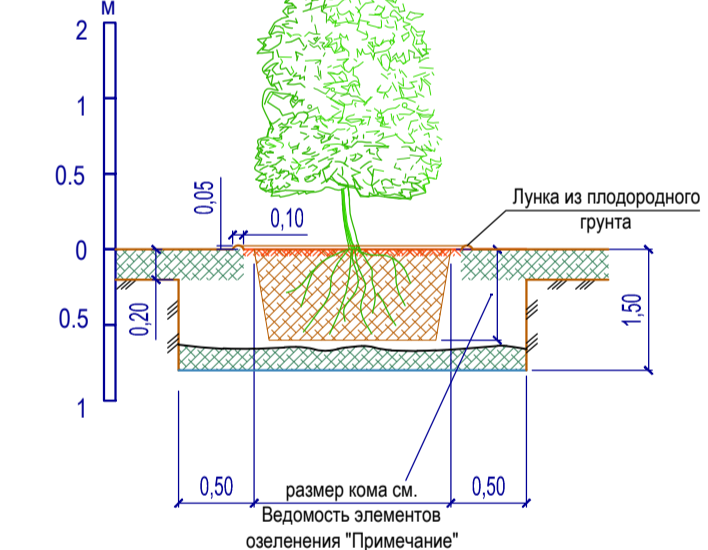 м
2
1
0.5
0
0.5
1
0,05
0,10
Лунка из плодородного
грунта
0,20
1,50
0,50
размер кома см.
0,50
Ведомость элементов
озеленения "Примечание"